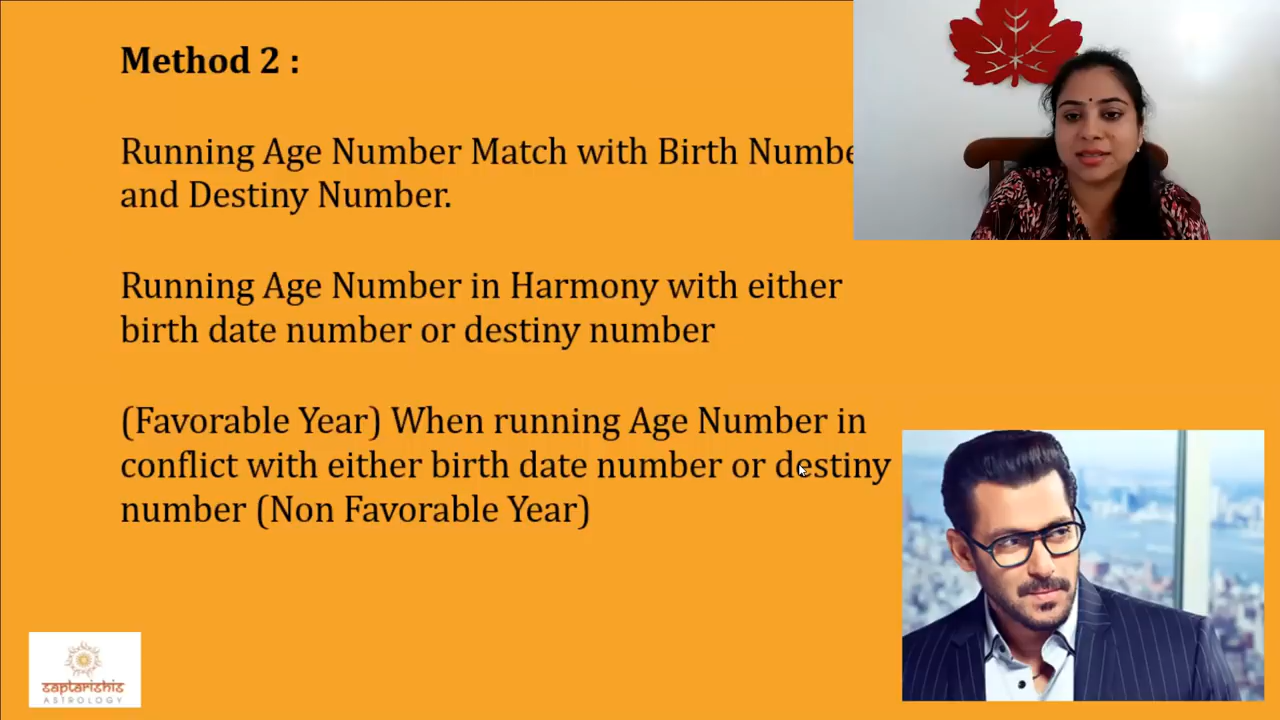 Method 2 :
Running Age Number Match with Birth Numbe
and Destiny Number.
Running Age Number in Harmony with either
birth date number or destiny number
(Favorable Year) When running Age Number in
conflict with either birth date number or destiny
number (Non Favorable Year)
saptarishis
ASTROLOGY